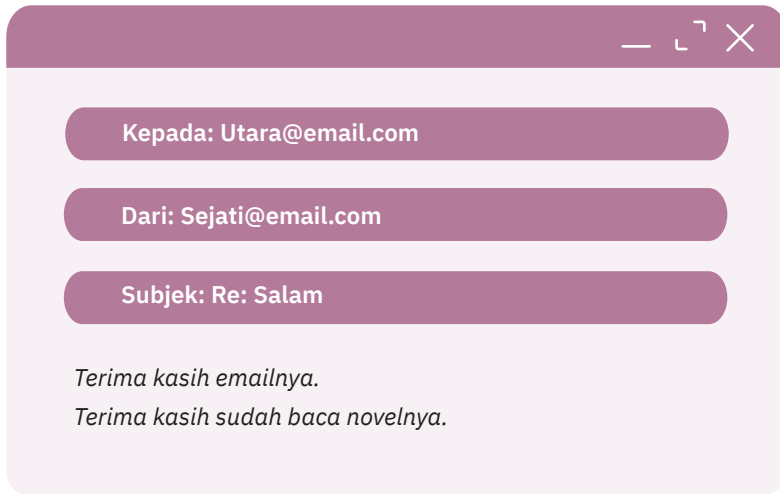 Kepada: Utara@email.com
Dari: Sejati@email.com
Subjek: Re: Salam
Terima kasih emailnya.
Terima kasih sudah baca novelnya.